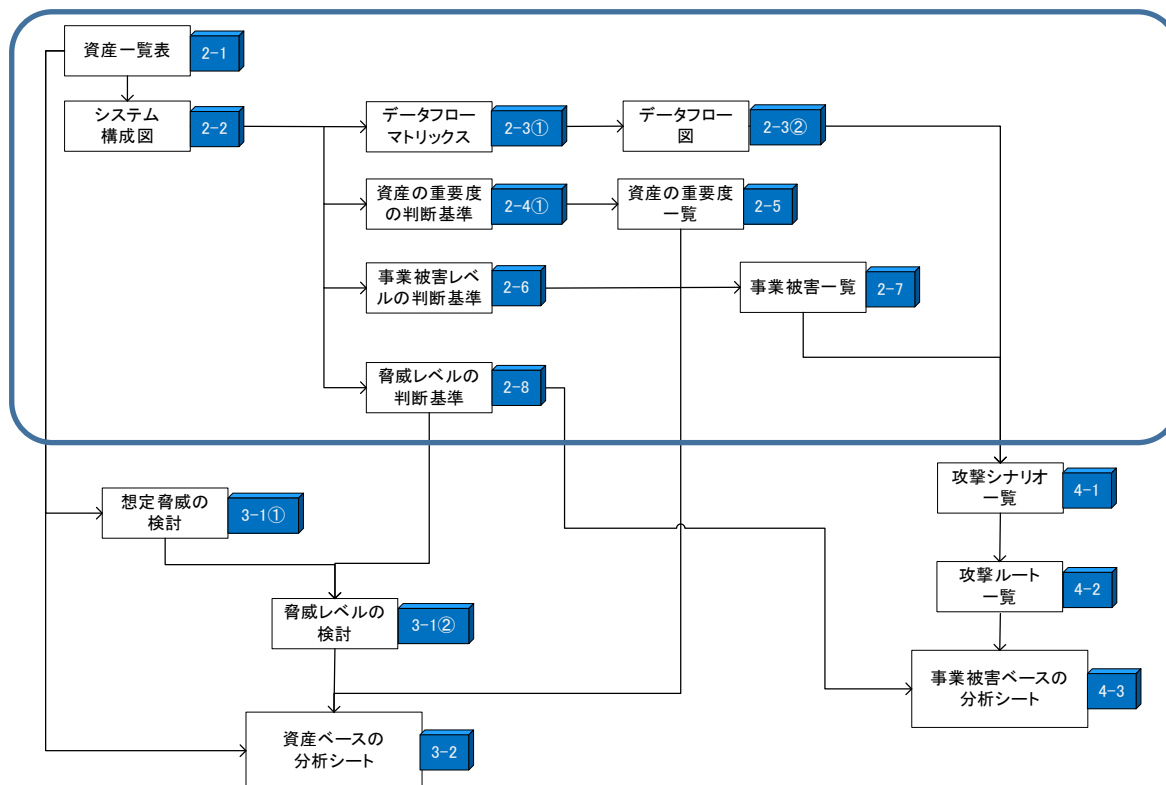 資産一覧表
2-1
システム
構成図
2-2
データフロー
マトリックス
2-3①
データフロー
図
2-3②
資産の重要度
の判断基準
2-4①
資産の重要度
一覧
2-5
事業被害レベ
ルの判断基準
2-6
事業被害一覧
2-7
脅威レベルの
判断基準
2-8
想定脅威の
検討
3-1①
攻撃シナリオ
一覧
4-1
攻撃ルート
一覧
4-2
脅威レベルの
検討
3-1②
事業被害ベースの
分析シート
4-3
資産ベースの
分析シート
3-2